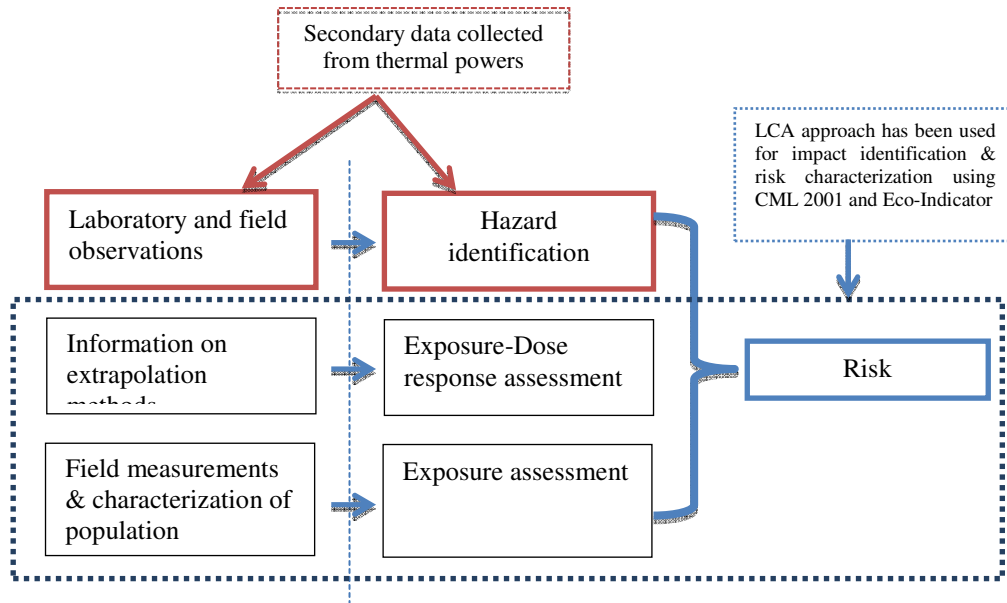 Secondary data collected
from thermal powers
LCA approach has been used
for impact identification &
risk characterization using
CML 2001 and Eco-Indicator
Laboratory and field
observations
Hazard
identification
Information on
extrapolation
methods
Exposure-Dose
response assessment
Risk
Field measurements
& characterization of
population
Exposure assessment